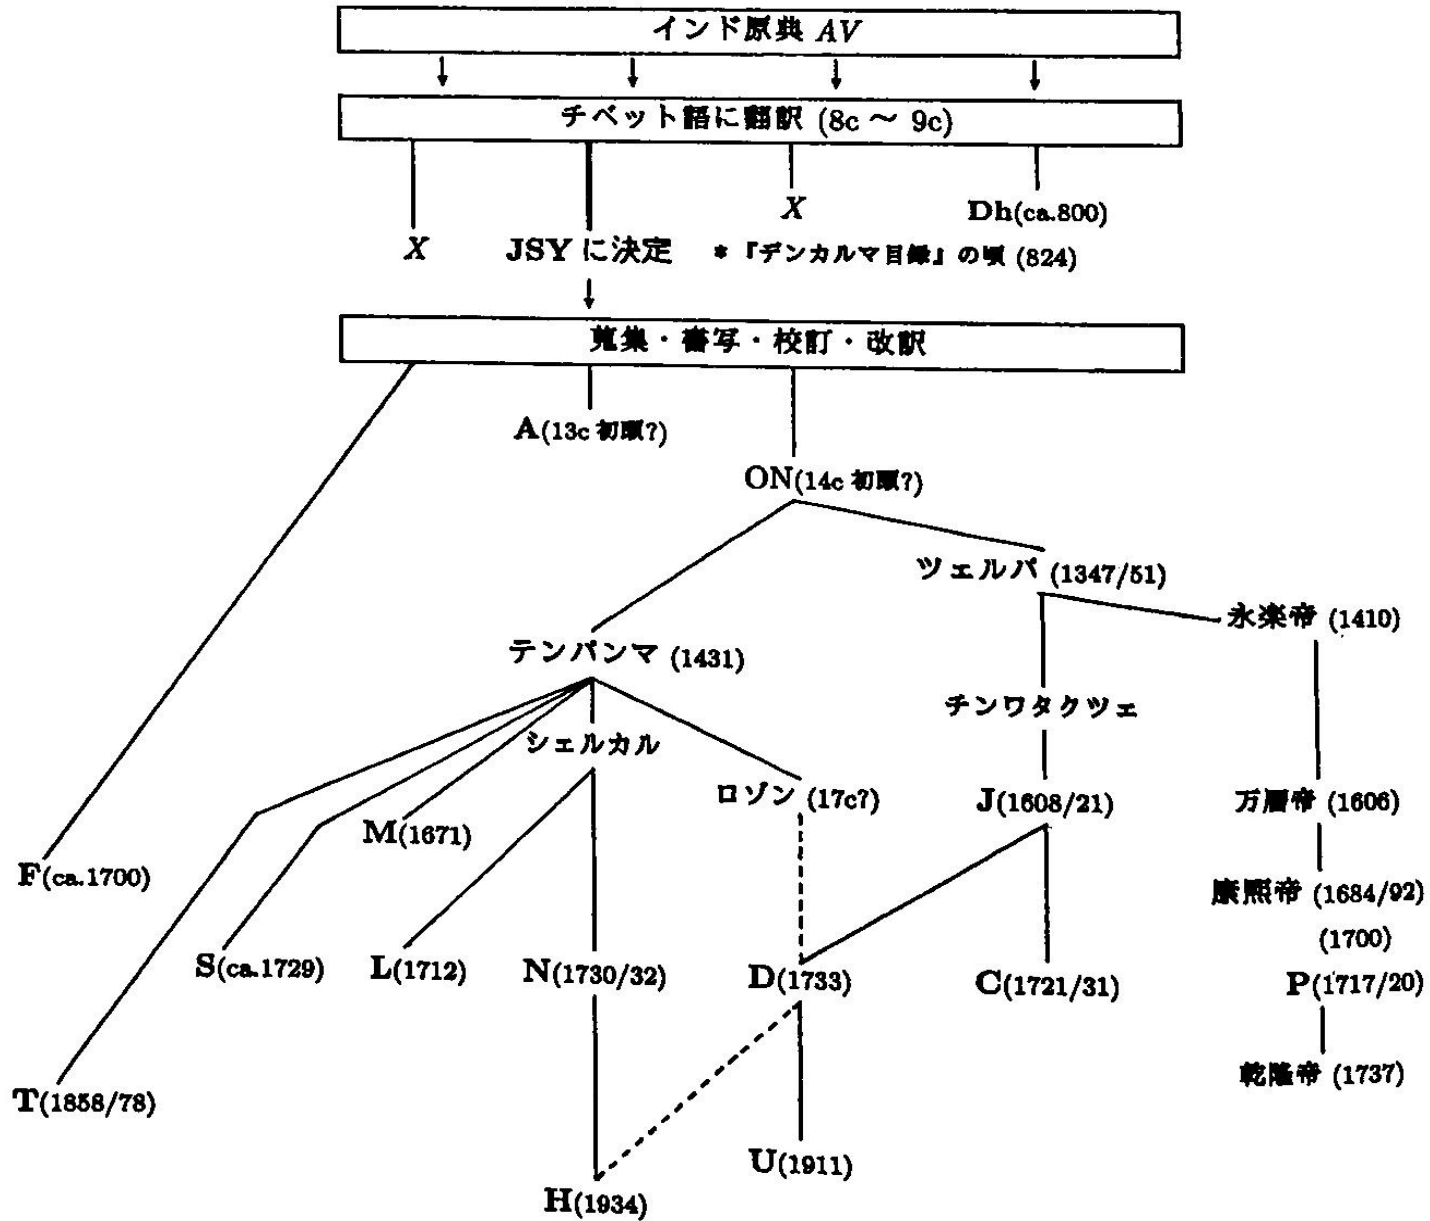 インド原典 AV
チベット語に翻訳 (8c ～ 9c)
X
Dh(ca.800)
X
JSY に決定
* 『デンカルマ目録』の頃 (824)
蒐集・書写・校訂・改訳
A(13c 初頭?)
ON(14c 初頭?)
ツェルパ (1347/51)
永楽帝 (1410)
テンパンマ (1431)
チンワタクツェ
シェルカル
ロゾン (17c?)
J(1608/21)
万暦帝 (1606)
M(1671)
F(ca.1700)
康熙帝 (1684/92)
(1700)
S(ca.1729)
L(1712)
N(1730/32)
D(1733)
C(1721/31)
P(1717/20)
乾隆帝 (1737)
T(1858/78)
U(1911)
H(1934)